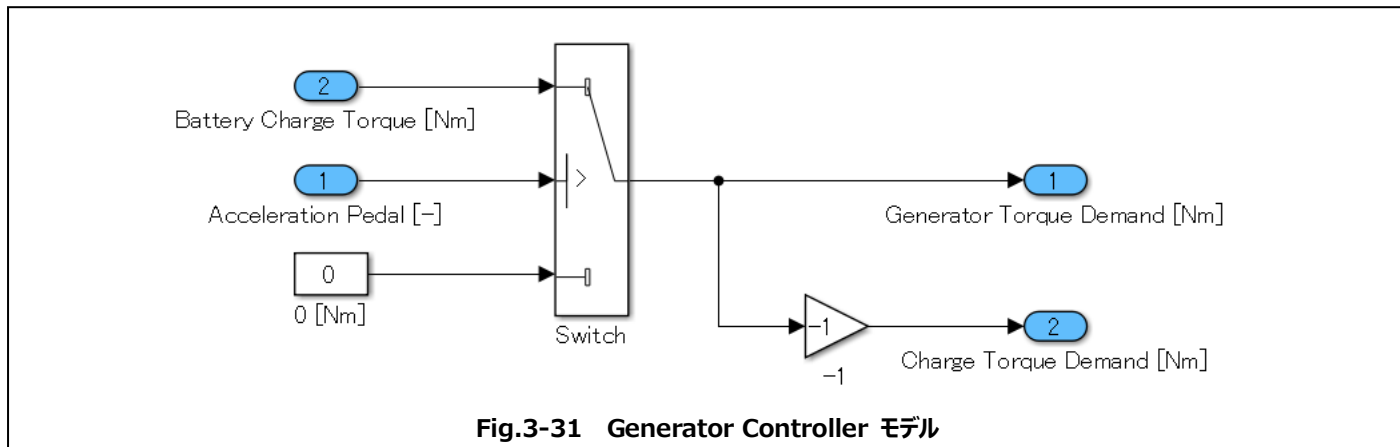 2
Battery Charge Torque [Nm]
1
Acceleration Pedal [-]
0
0 [Nm]
>
Switch
1
Generator Torque Demand [Nm]
-1
-1
2
Charge Torque Demand [Nm]
Fig.3-31 Generator Controller モデル